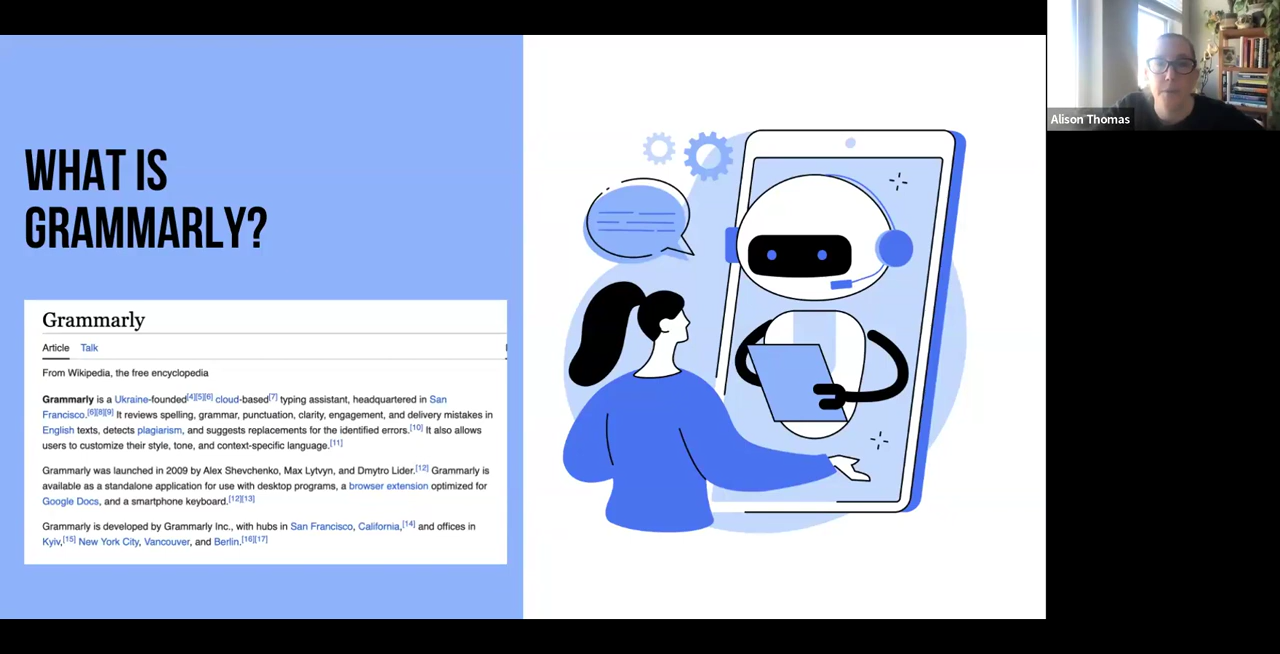 WHAT IS
GRAMMARLY?
Grammarly
Article Talk
From Wikipedia, the free encyclopedia
Grammarly is a Ukraine-founded[4][5][6] cloud-based[7] typing assistant, headquartered in San
Francisco.[6][8][9] It reviews spelling, grammar, punctuation, clarity, engagement, and delivery mistakes in
English texts, detects plagiarism, and suggests replacements for the identified errors.[10] It also allows
users to customize their style, tone, and context-specific language.[11]
Grammarly was launched in 2009 by Alex Shevchenko, Max Lytvyn, and Dmytro Lider.[12] Grammarly is
available as a standalone application for use with desktop programs, a browser extension optimized for
Google Docs, and a smartphone keyboard.[12][13]
Grammarly is developed by Grammarly Inc., with hubs in San Francisco, California,[14] and offices in
Kyiv,[15] New York City, Vancouver, and Berlin.[16][17]
Alison Thomas